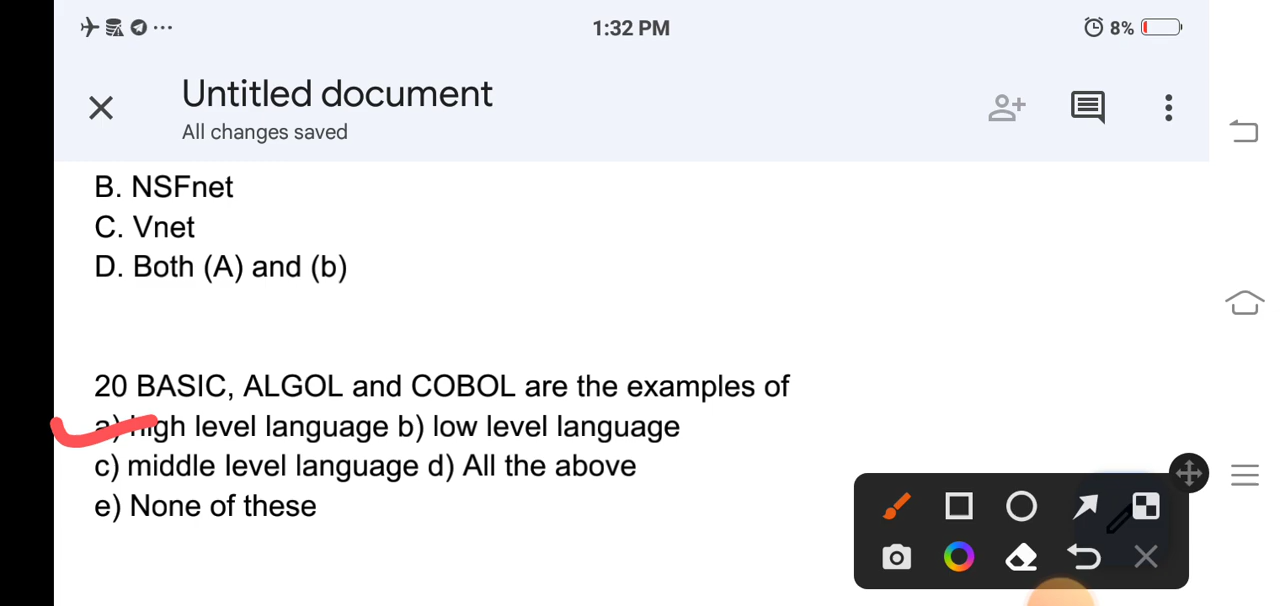 1:32 PM
8%
Untitled document
All changes saved
B. NSFnet
C. Vnet
D. Both (A) and (b)
20 BASIC, ALGOL and COBOL are the examples of
a) high level language b) low level language
c) middle level language d) All the above
e) None of these